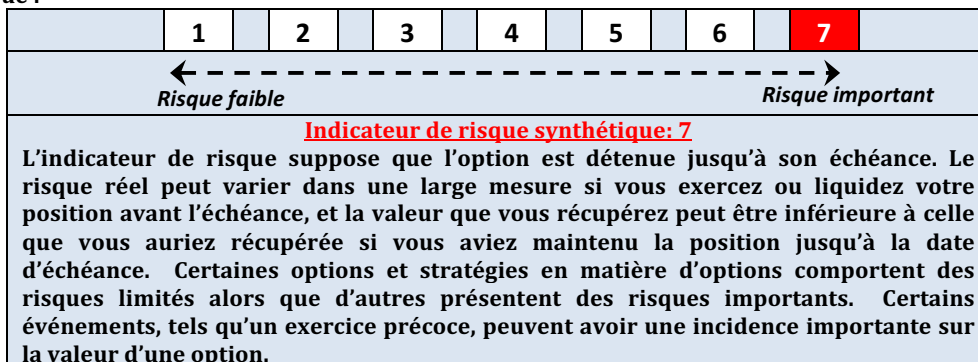 1 2 3 4 5 6 7
Risque faible Risque important
Indicateur de risque synthétique: 7
L’indicateur de risque suppose que l’option est détenue jusqu’à son échéance. Le
risque réel peut varier dans une large mesure si vous exercez ou liquidez votre
position avant l’échéance, et la valeur que vous récupérez peut être inférieure à celle
que vous auriez récupérée si vous aviez maintenu la position jusqu’à la date
d’échéance. Certaines options et stratégies en matière d’options comportent des
risques limités alors que d’autres présentent des risques importants. Certains
événements, tels qu’un exercice précoce, peuvent avoir une incidence importante sur
la valeur d’une option.